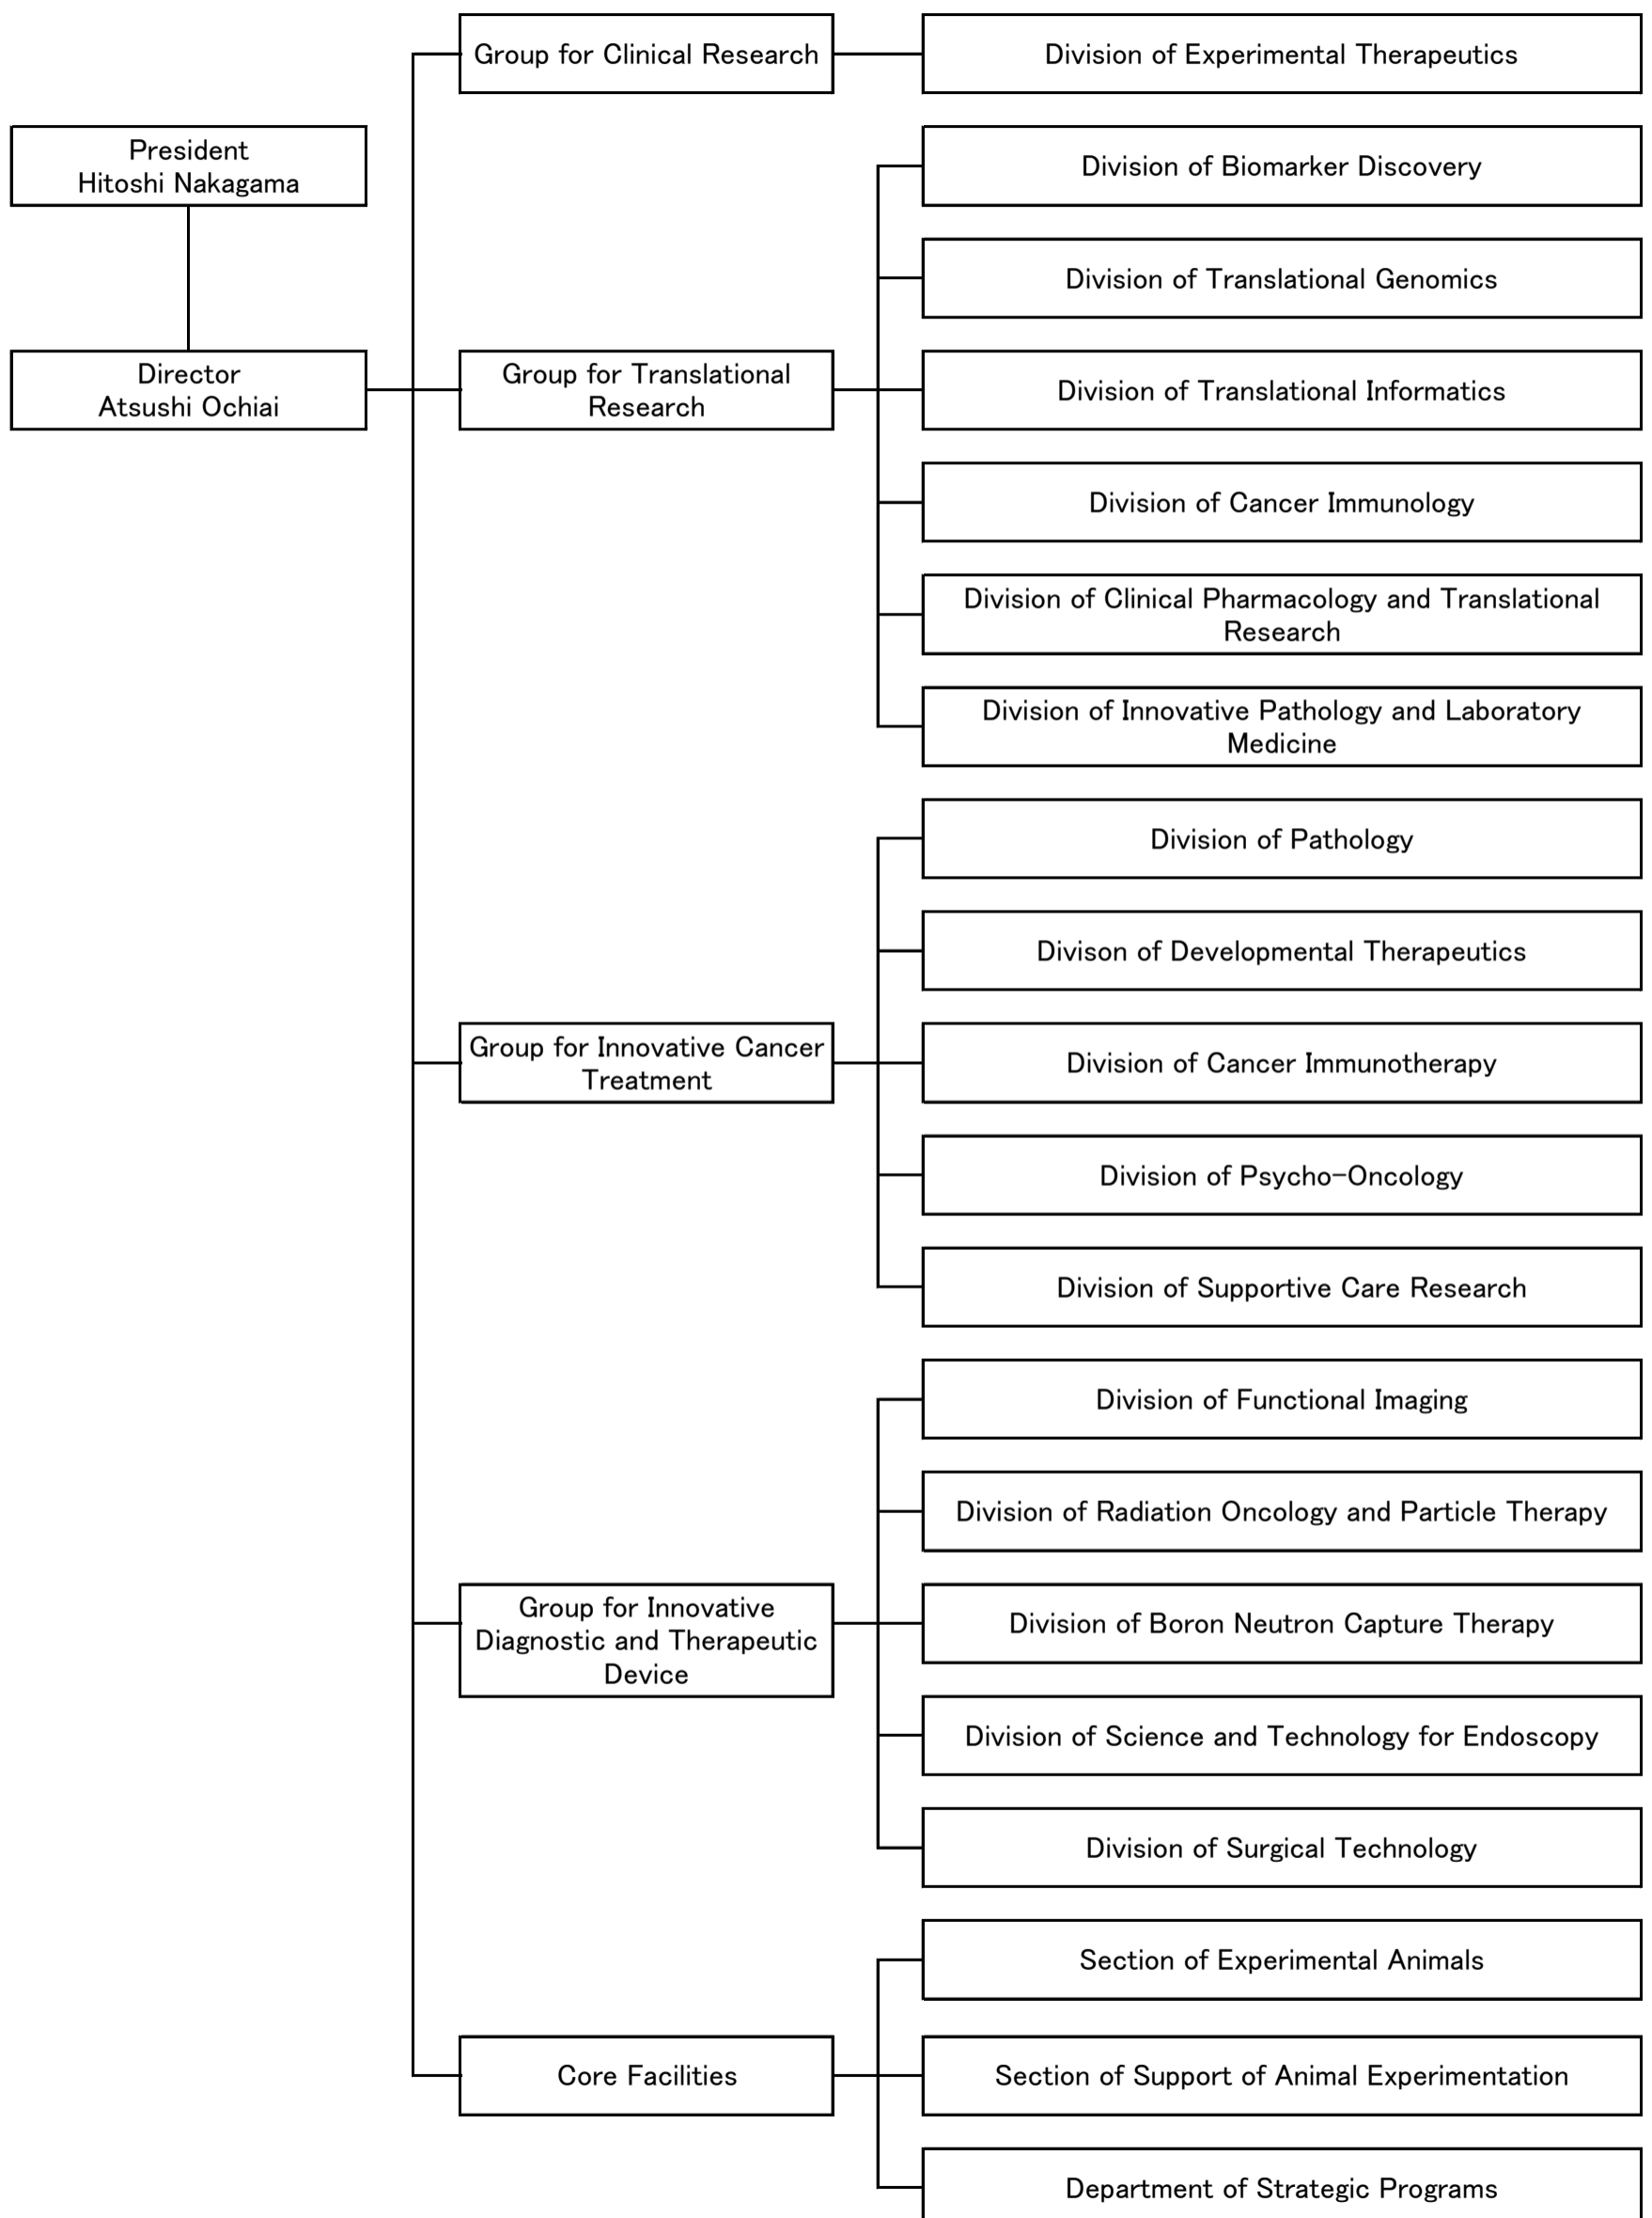 President
Hitoshi Nakagama
Director
Atsushi Ochiai
Group for Clinical Research
Division of Experimental Therapeutics
Group for Translational
Research
Division of Biomarker Discovery
Division of Translational Genomics
Division of Translational Informatics
Division of Cancer Immunology
Division of Clinical Pharmacology and Translational
Research
Division of Innovative Pathology and Laboratory
Medicine
Group for Innovative Cancer
Treatment
Division of Pathology
Divison of Developmental Therapeutics
Division of Cancer Immunotherapy
Division of Psycho-Oncology
Division of Supportive Care Research
Group for Innovative
Diagnostic and Therapeutic
Device
Division of Functional Imaging
Division of Radiation Oncology and Particle Therapy
Division of Boron Neutron Capture Therapy
Division of Science and Technology for Endoscopy
Division of Surgical Technology
Core Facilities
Section of Experimental Animals
Section of Support of Animal Experimentation
Department of Strategic Programs